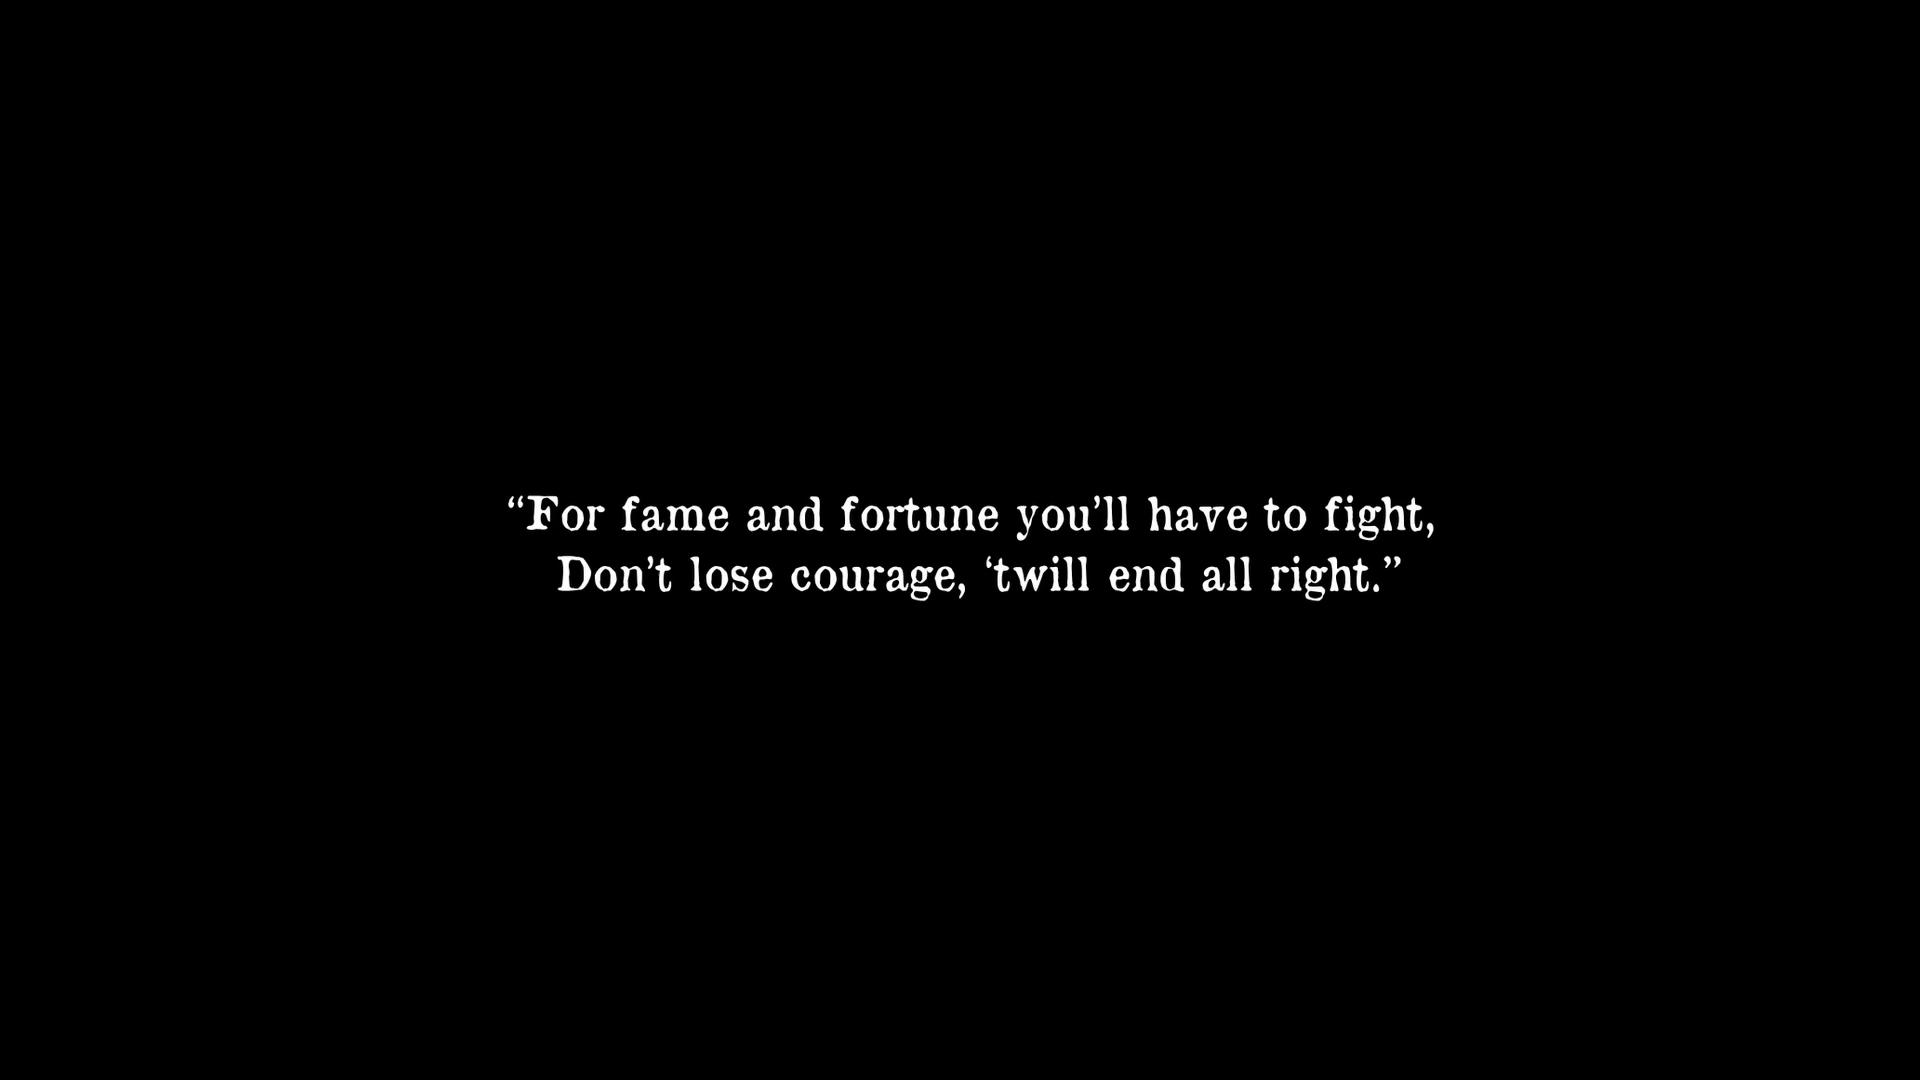 “For fame and fortune you’ll have to fight,
Don’t lose courage, ‘twill end all right.”